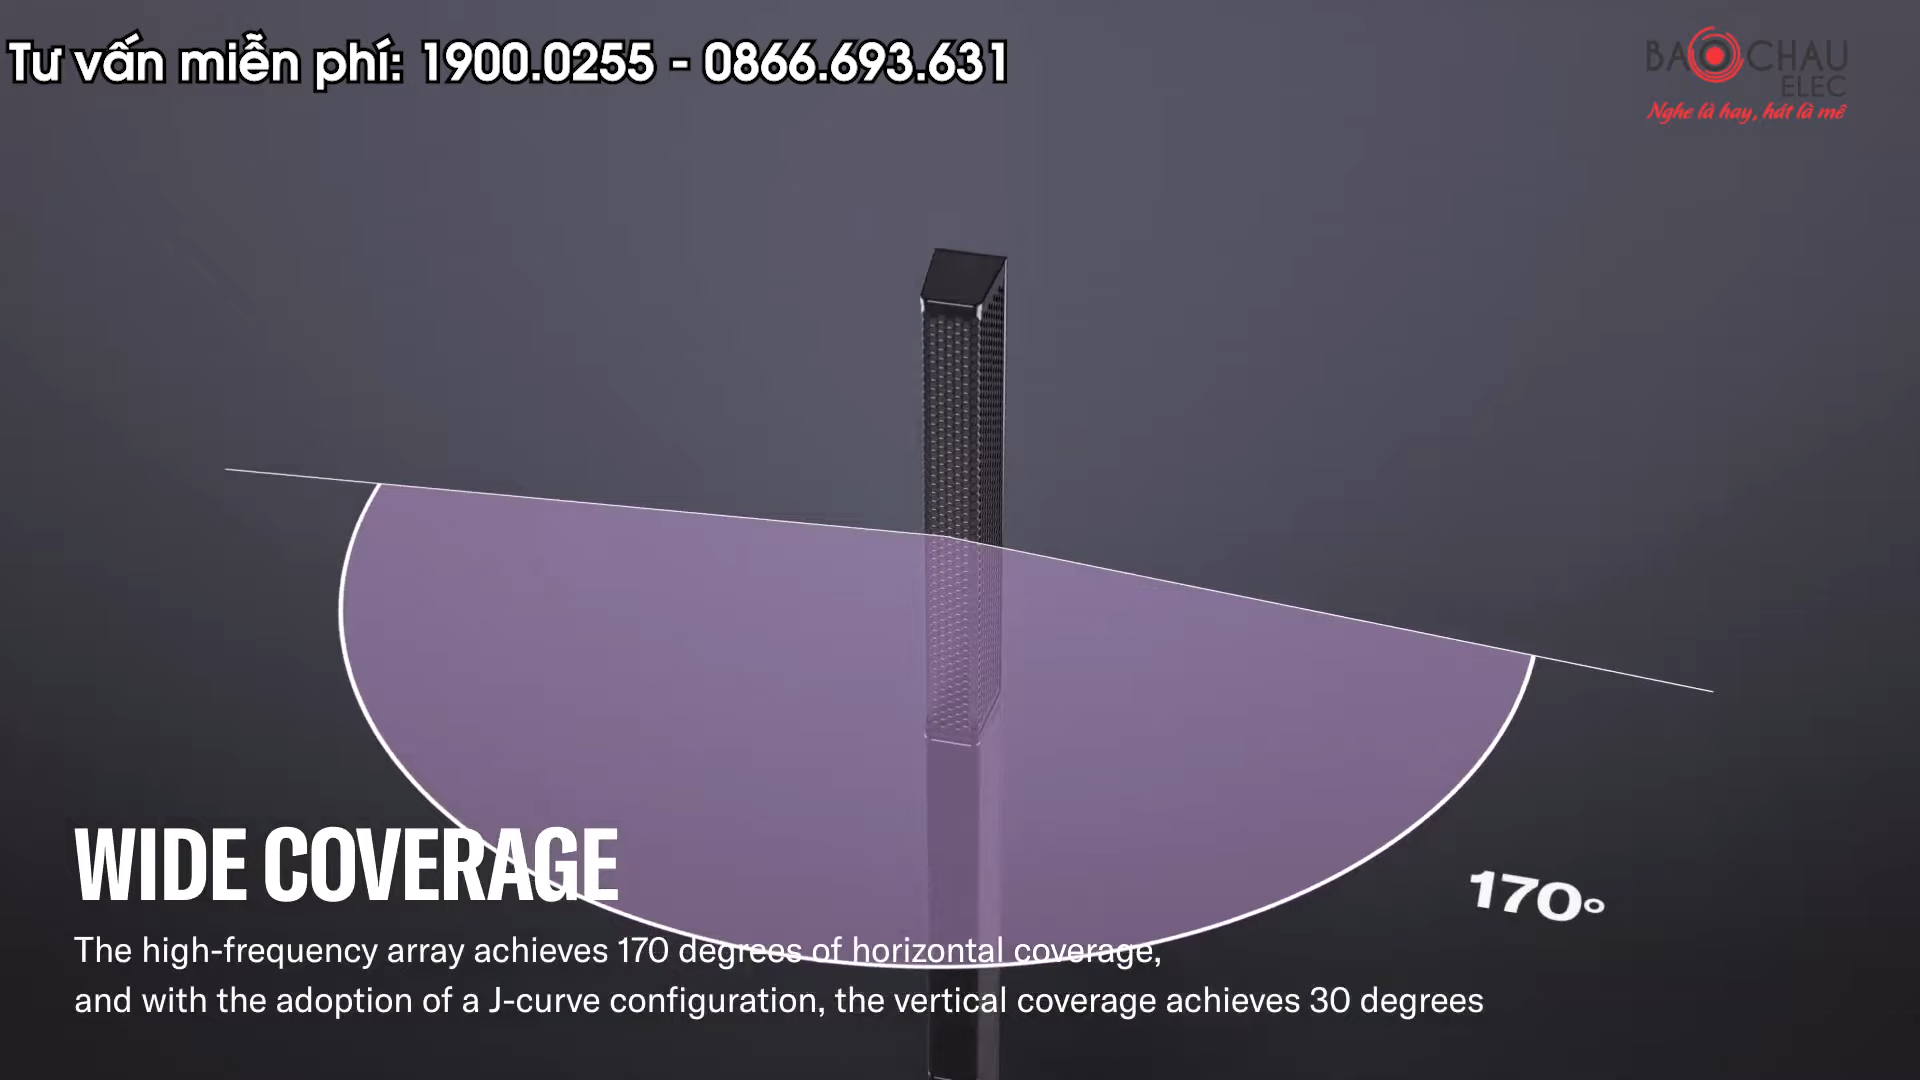 Tư vấn miễn phí: 1900.0255 - 0866.693.631
BAO CHAU
ELEC
Nghe là hay, hát là mê
WIDE COVERAGE
170°
The high-frequency array achieves 170 degrees of horizontal coverage,
and with the adoption of a J-curve configuration, the vertical coverage achieves 30 degrees